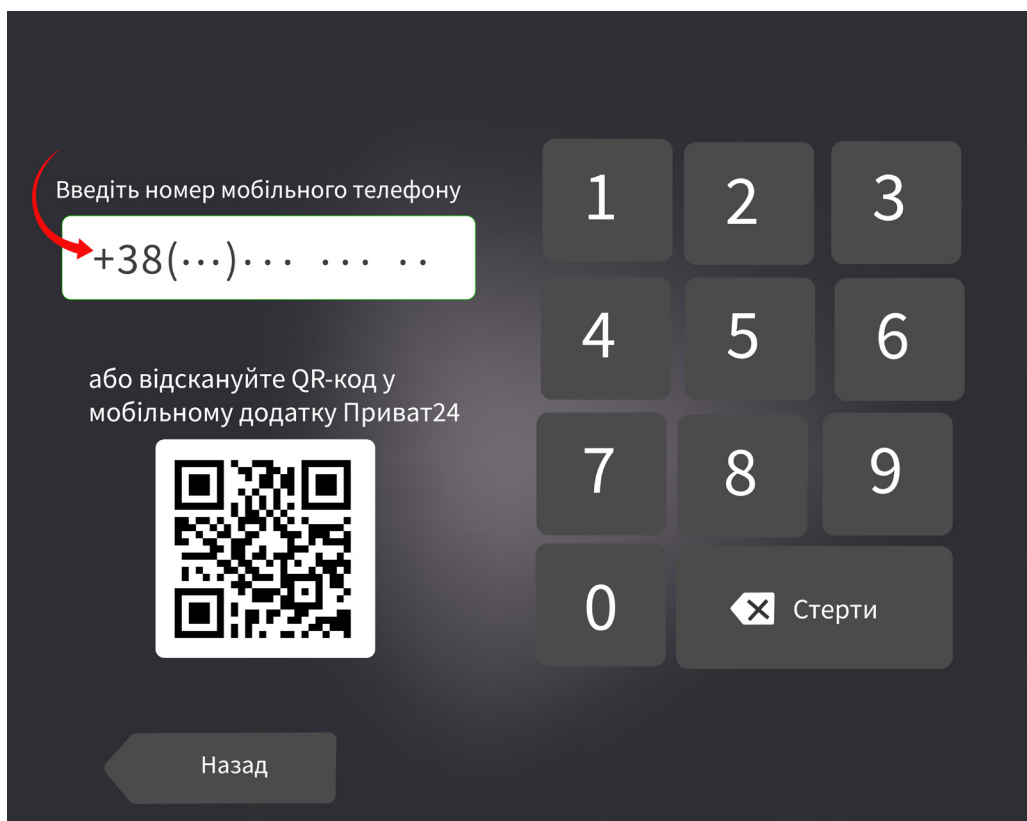 Введіть номер мобільного телефону
+38(···)··· ··· ··
або відскануйте QR-код у
мобільному додатку Приват24
1 2 3
4 5 6
7 8 9
0 Стерти
Назад